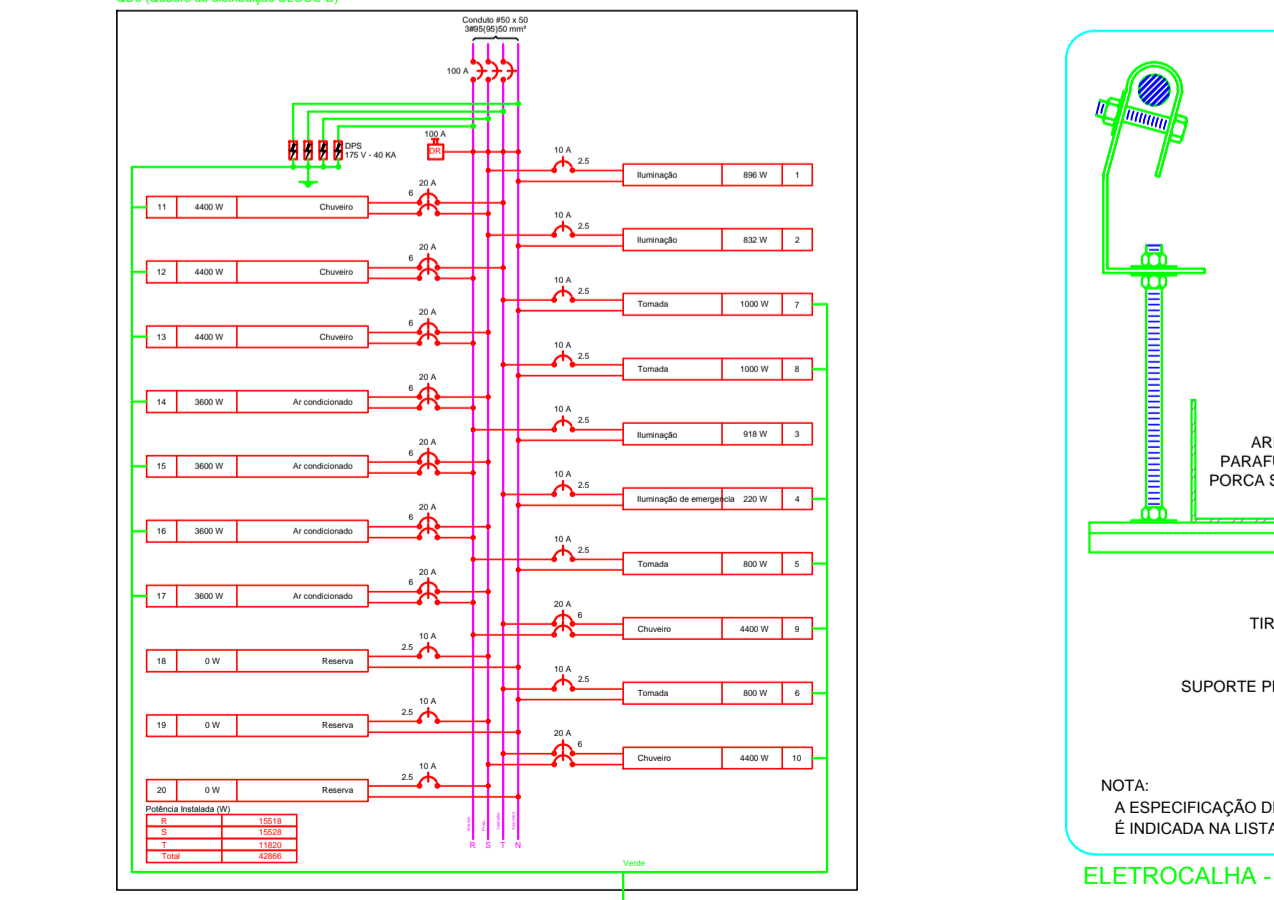 Conduto #50 x 50
3#95(95)50 mm²
100 A
DPS
175 V - 40 KA
100 A
DR
10 A
2.5
Iluminação 896 W 1
20 A
6
11 4400 W Chuveiro
10 A
2.5
Iluminação 832 W 2
20 A
6
12 4400 W Chuveiro
10 A
2.5
Tomada 1000 W 7
20 A
6
13 4400 W Chuveiro
10 A
2.5
Tomada 1000 W 8
20 A
6
14 3600 W Ar condicionado
10 A
2.5
Iluminação 918 W 3
20 A
6
15 3600 W Ar condicionado
10 A
2.5
Iluminação de emergencia 220 W 4
20 A
6
16 3600 W Ar condicionado
10 A
2.5
Tomada 800 W 5
20 A
6
17 3600 W Ar condicionado
20 A
6
Chuveiro 4400 W 9
10 A
2.5
18 0 W Reserva
10 A
2.5
Tomada 800 W 6
10 A
2.5
19 0 W Reserva
20 A
6
Chuveiro 4400 W 10
10 A
2.5
20 0 W Reserva
Potência Instalada (W)
R 15518
S 15528
T 11820
Total 42866
R S T N
Verde
PORCA S
TIR
NOTA:
A ESPECIFICAÇÃO D
É INDICADA NA LISTA
ELETROCALHA -